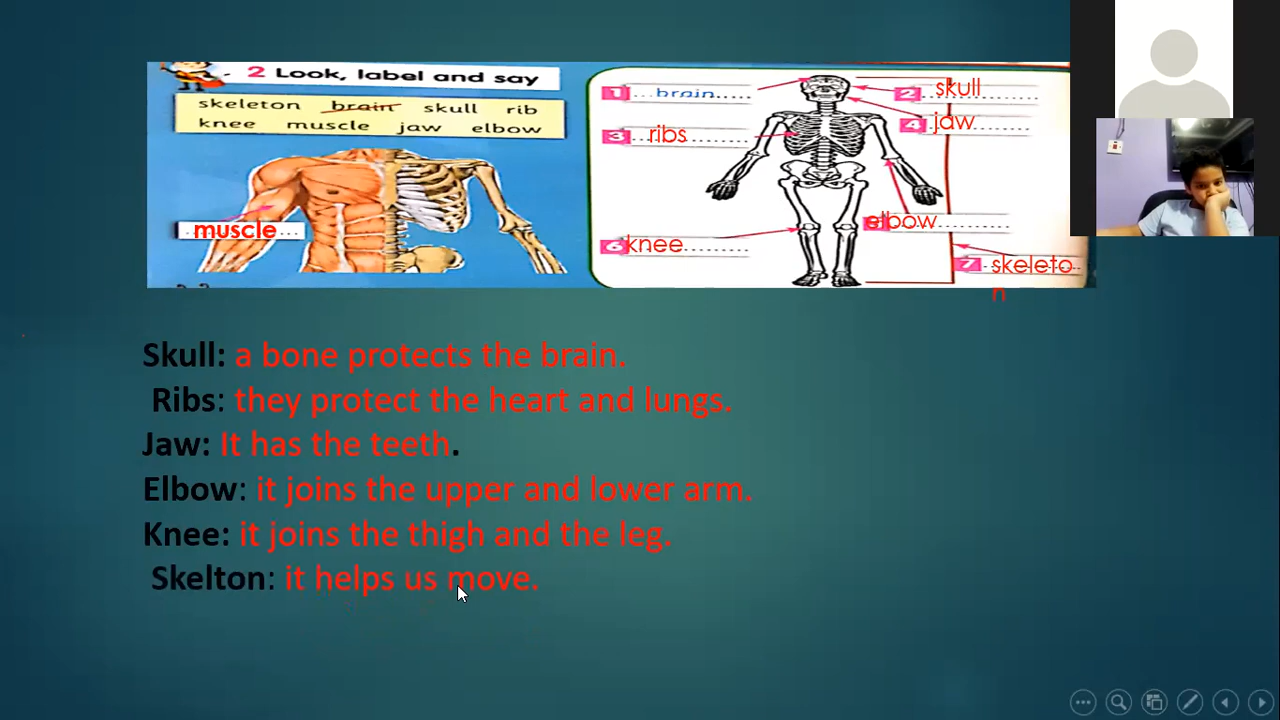 2 Look, label and say
skeleton brain skull rib
knee muscle jaw elbow
muscle
1 brain
2 skull
3 ribs
4 jaw
elbow
6 knee
7 skeleto
n
Skull: a bone protects the brain.
Ribs: they protect the heart and lungs.
Jaw: It has the teeth.
Elbow: it joins the upper and lower arm.
Knee: it joins the thigh and the leg.
Skelton: it helps us move.